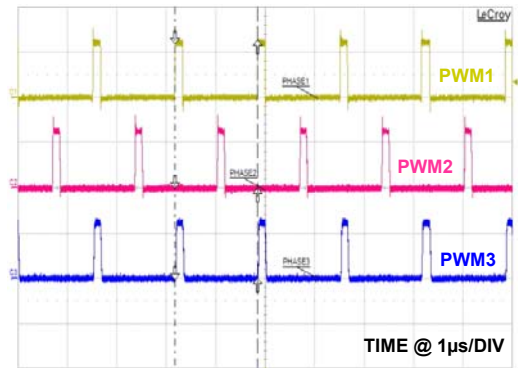 LeCroy
PWM1
PHASE1
PWM2
PHASE2
PWM3
PHASE3
TIME @ 1µs/DIV